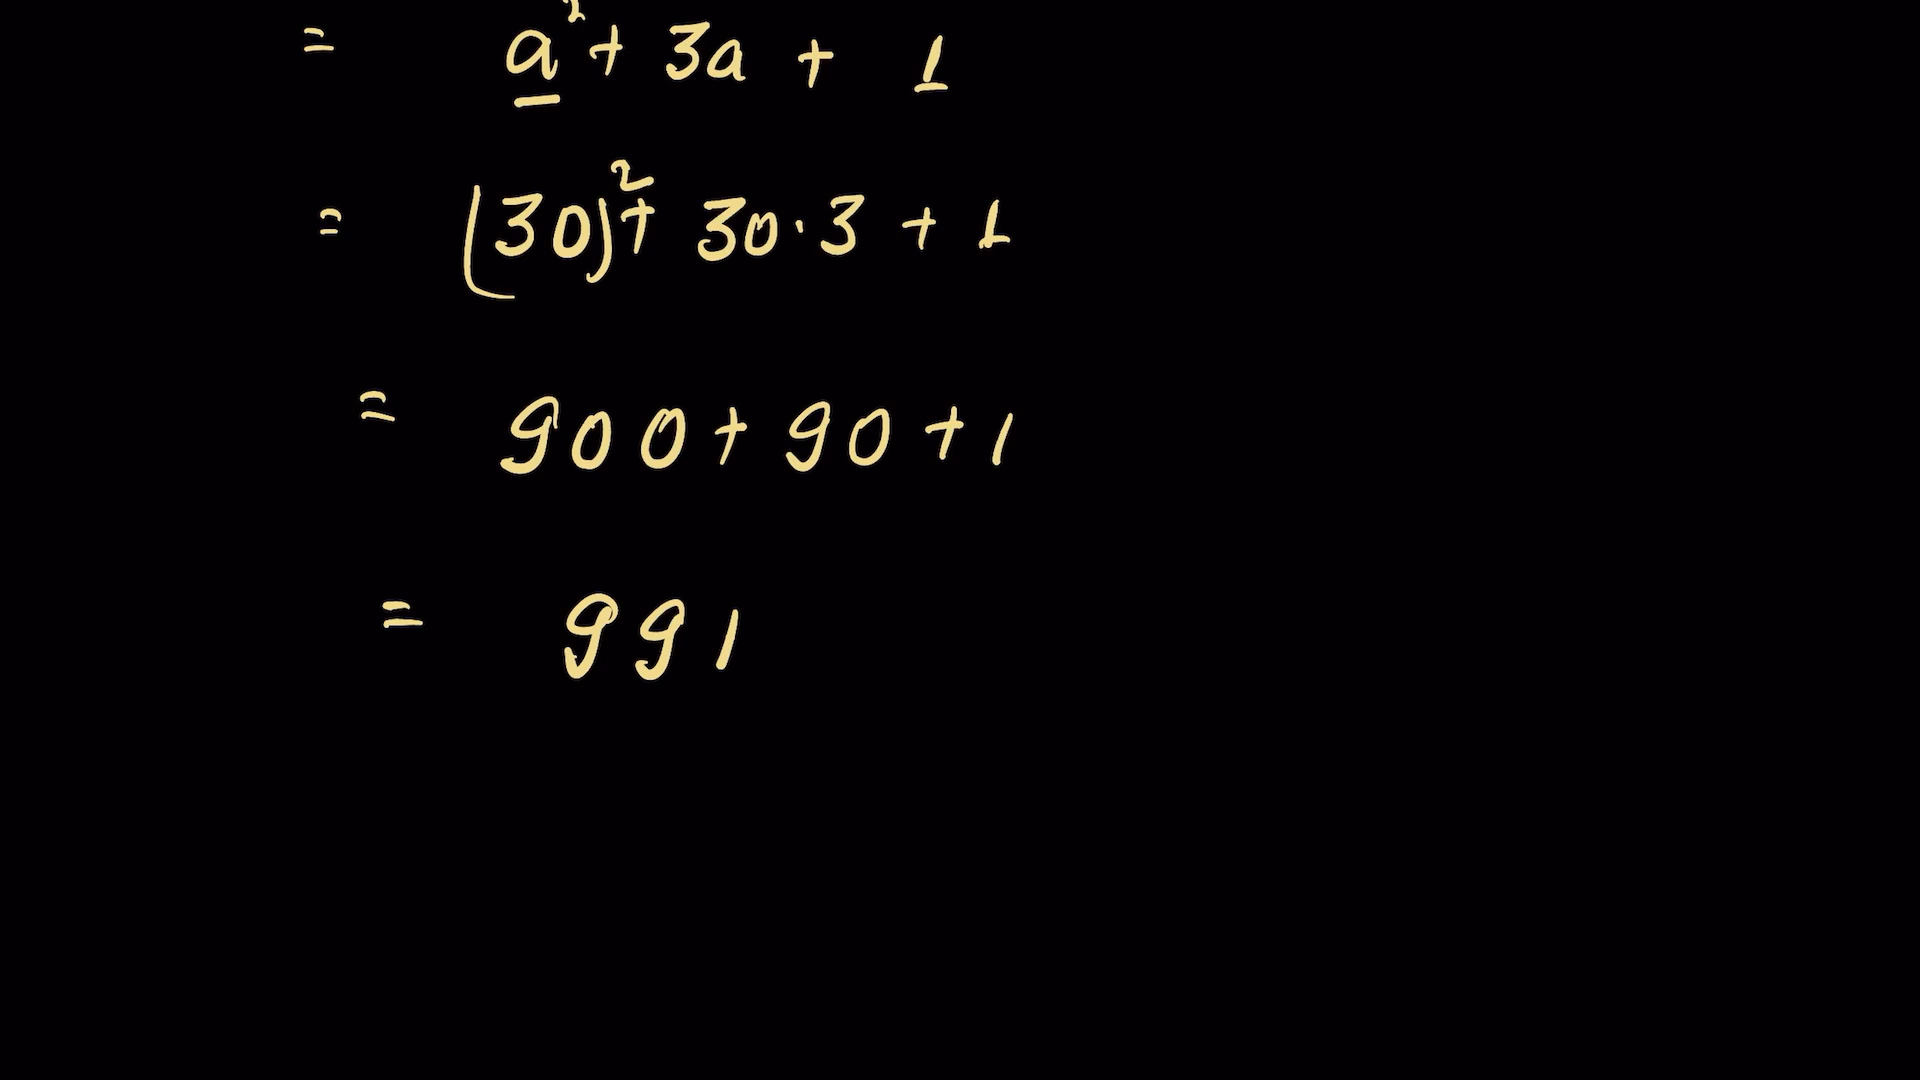 = a² + 3a + 1
= (30)² + 30·3 + 1
= 900 + 90 + 1
= 991